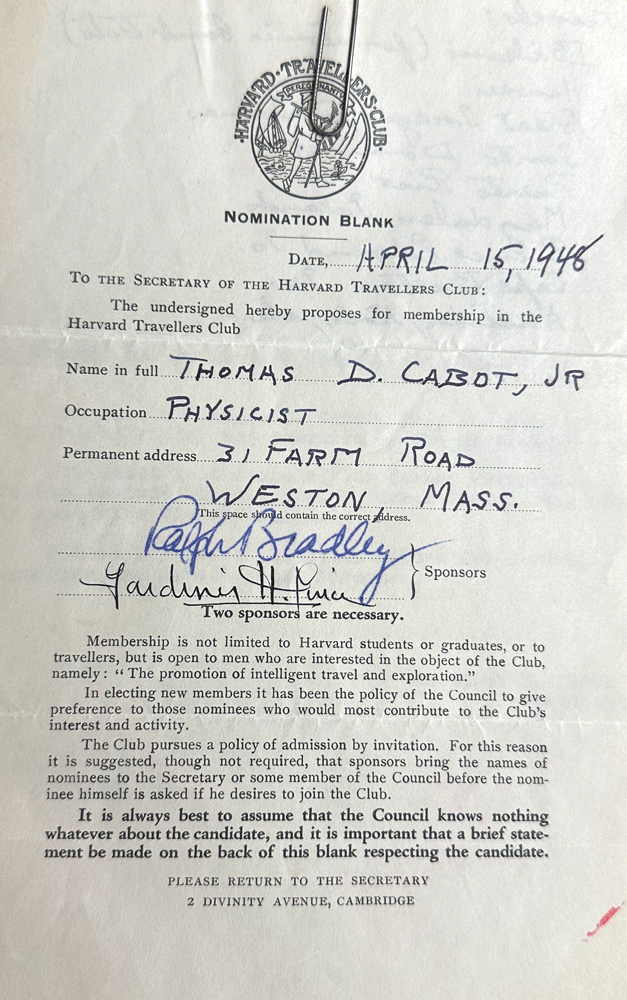 HARVARD·TRAVELLERS·CLUB·
NOMINATION BLANK
DATE, APRIL 15, 1948
TO THE SECRETARY OF THE HARVARD TRAVELLERS CLUB:
The undersigned hereby proposes for membership in the
Harvard Travellers Club
Name in full THOMAS D. CABOT, JR
Occupation PHYSICIST
Permanent address 31 FARM ROAD
WESTON, MASS.
This space should contain the correct address.
Ralph Bradley
Sponsors
Two sponsors are necessary.
Membership is not limited to Harvard students or graduates, or to
travellers, but is open to men who are interested in the object of the Club,
namely: “ The promotion of intelligent travel and exploration.”
In electing new members it has been the policy of the Council to give
preference to those nominees who would most contribute to the Club's
interest and activity.
The Club pursues a policy of admission by invitation. For this reason
it is suggested, though not required, that sponsors bring the names of
nominees to the Secretary or some member of the Council before the nom-
inee himself is asked if he desires to join the Club.
It is always best to assume that the Council knows nothing
whatever about the candidate, and it is important that a brief state-
ment be made on the back of this blank respecting the candidate.
PLEASE RETURN TO THE SECRETARY
2 DIVINITY AVENUE, CAMBRIDGE